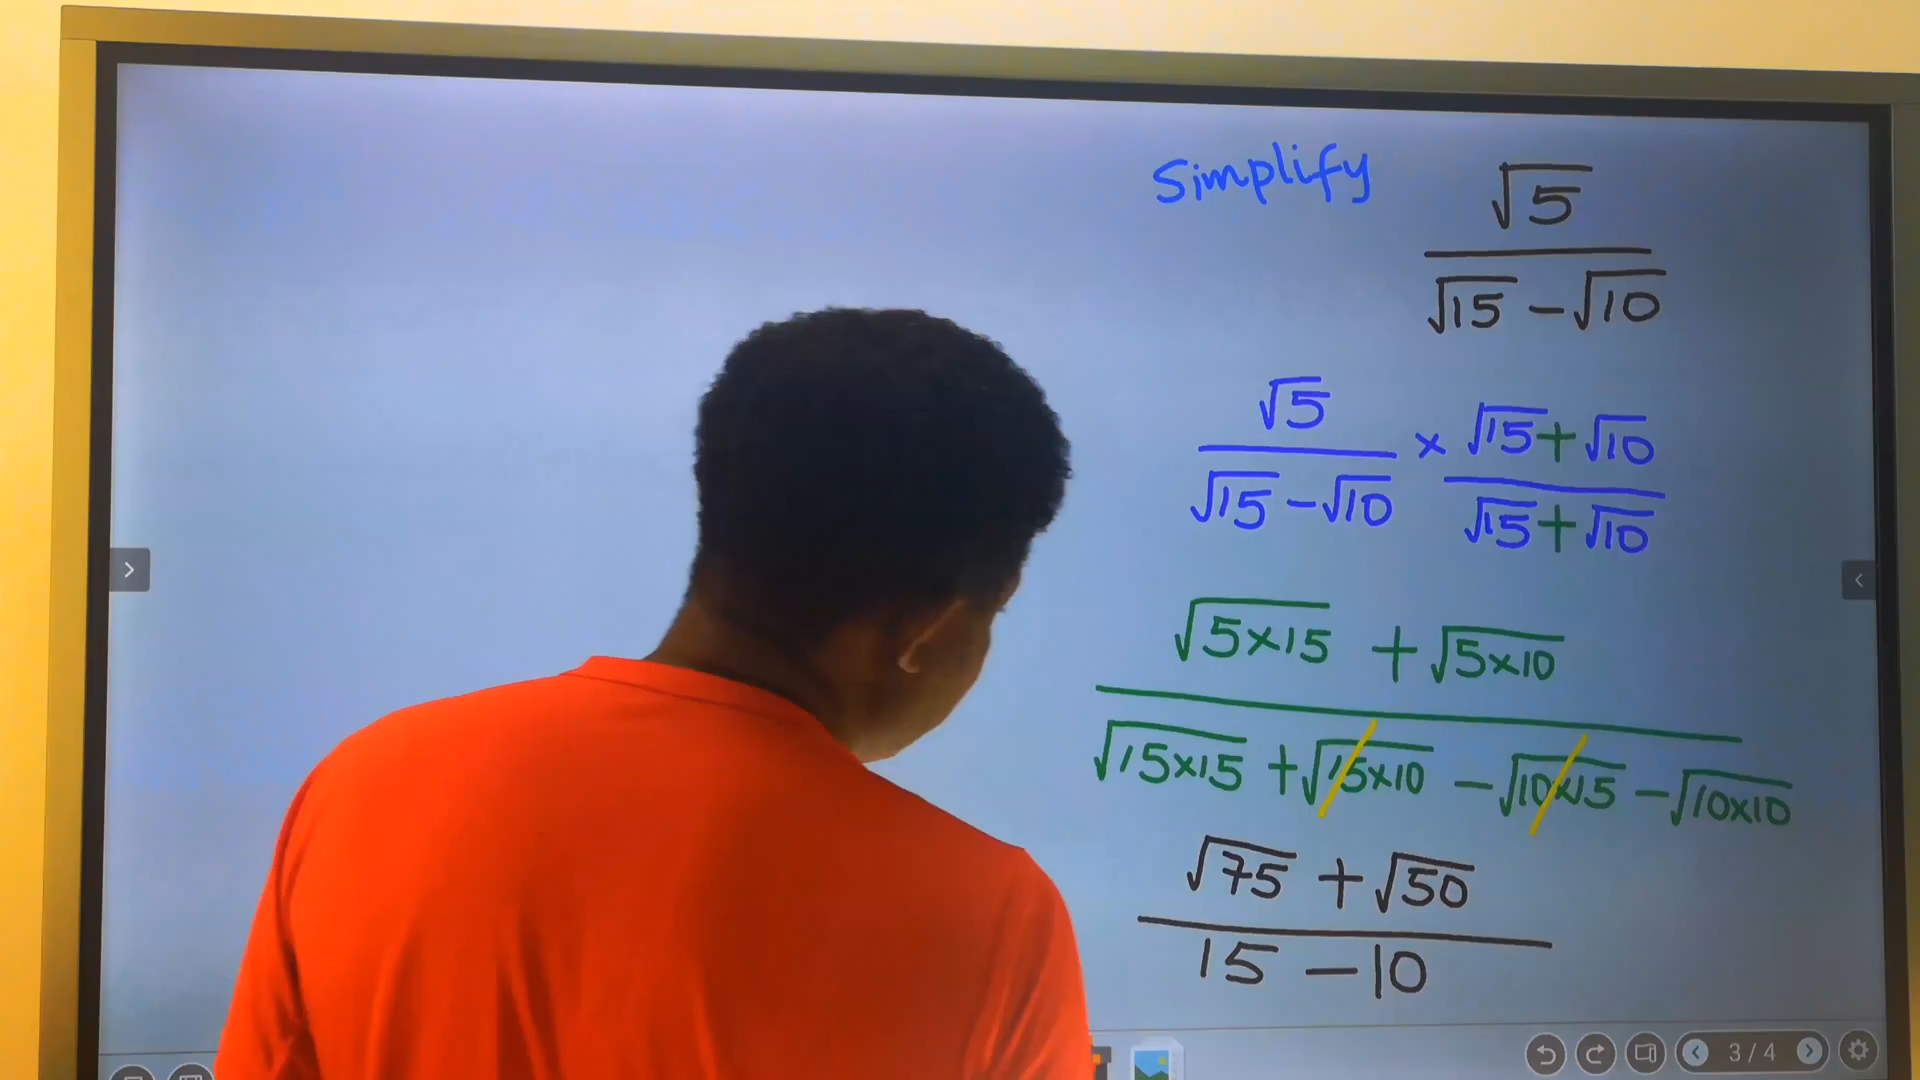 Simplify √5
√15 - √10
√5 × √15 + √10
√15 - √10 √15 + √10
√5×15 + √5×10
√15×15 + √15×10 - √10×15 - √10×10
√75 + √50
15 - 10
3 / 4